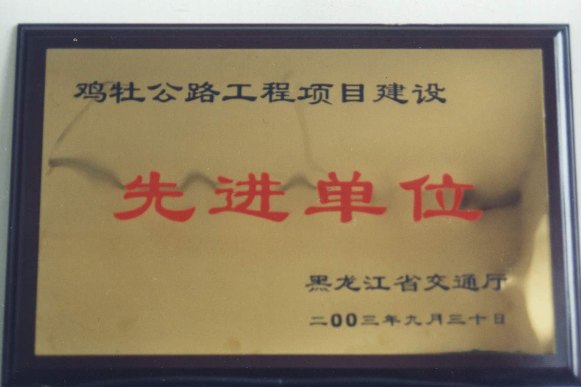 鸡牡公路工程项目建设
先进单位
黑龙江省交通厅
二00三年九月三十日